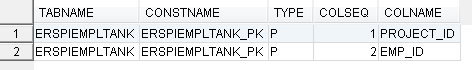 TABNAME CONSTNAME TYPE COLSEQ COLNAME
1 ERSPIEMPLTANK ERSPIEMPLTANK_PK P 1 PROJECT_ID
2 ERSPIEMPLTANK ERSPIEMPLTANK_PK P 2 EMP_ID